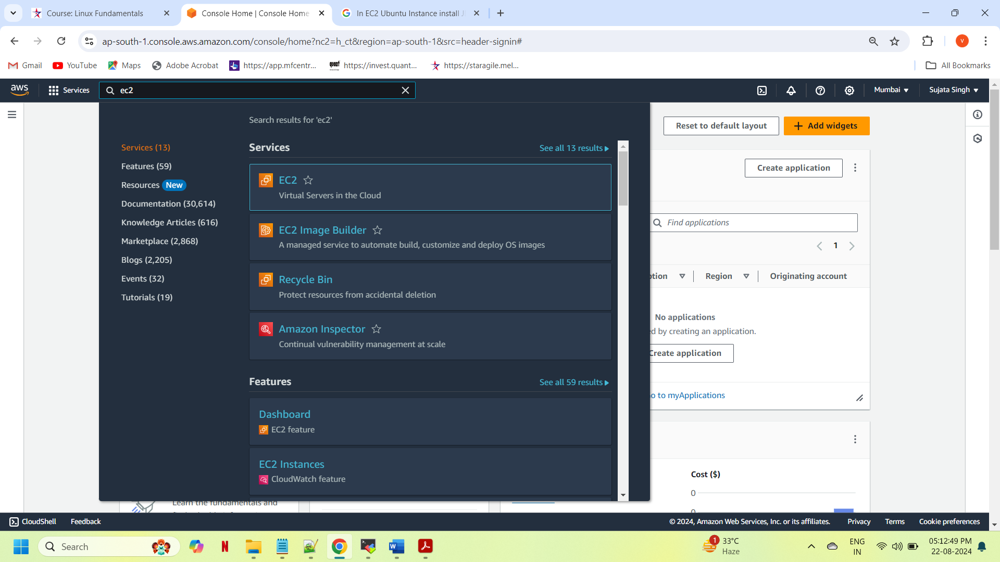 Course: Linux Fundamentals
Console Home | Console Home
In EC2 Ubuntu Instance install J
ap-south-1.console.aws.amazon.com/console/home?nc2=h_ct&region=ap-south-1&src=header-signin#
V
Gmail
YouTube
Maps
Adobe Acrobat
https://app.mfcentr...
quant
https://invest.quant...
https://staragile.mel...
All Bookmarks
aws
Services
ec2
Mumbai
Sujata Singh
Search results for 'ec2'
Services (13)
Features (59)
Resources New
Documentation (30,614)
Knowledge Articles (616)
Marketplace (2,868)
Blogs (2,205)
Events (32)
Tutorials (19)
Services
See all 13 results
EC2
Virtual Servers in the Cloud
EC2 Image Builder
A managed service to automate build, customize and deploy OS images
Recycle Bin
Protect resources from accidental deletion
Amazon Inspector
Continual vulnerability management at scale
Features
See all 59 results
Dashboard
EC2 feature
EC2 Instances
CloudWatch feature
Reset to default layout
Add widgets
Create application
Find applications
1
ption
Region
Originating account
No applications
ed by creating an application.
Create application
Go to myApplications
Cost ($)
0
0
Learn the fundamentals and
CloudShell
Feedback
© 2024, Amazon Web Services, Inc. or its affiliates.
Privacy
Terms
Cookie preferences
Search
N
W
1
33°C
Haze
ENG
IN
05:12:49 PM
22-08-2024